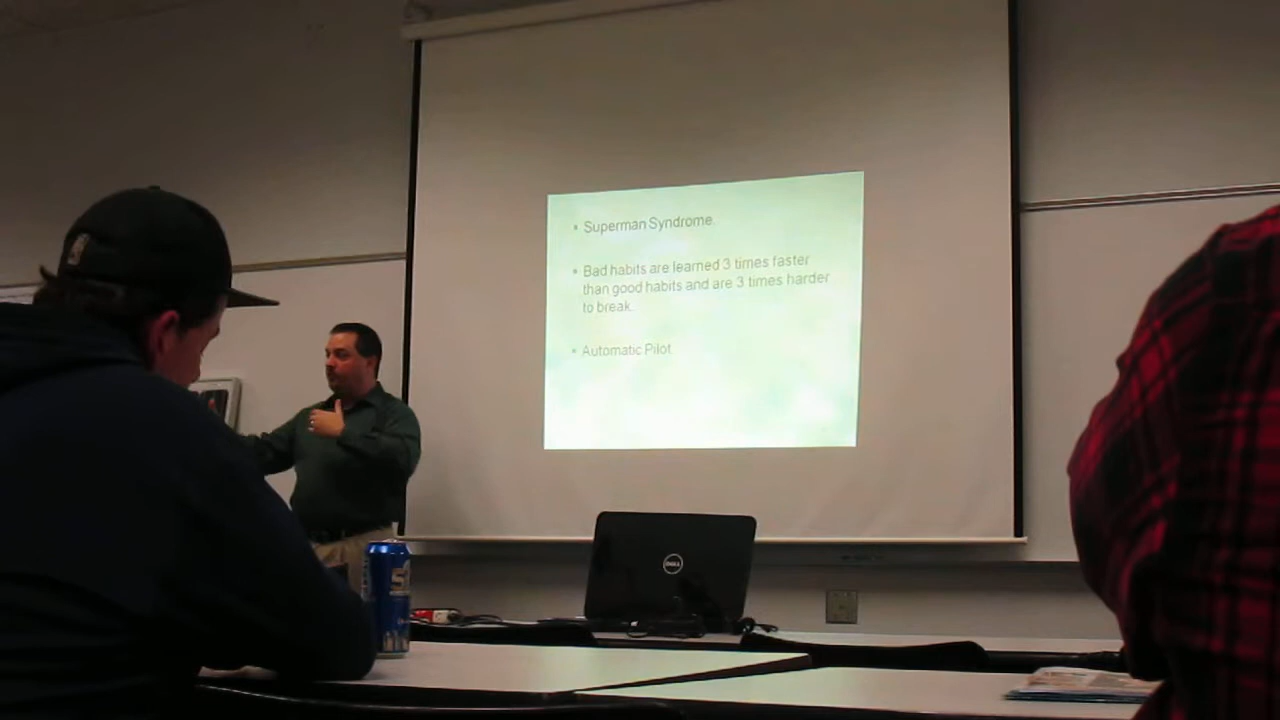 • Superman Syndrome.
• Bad habits are learned 3 times faster
than good habits and are 3 times harder
to break.
• Automatic Pilot
DELL